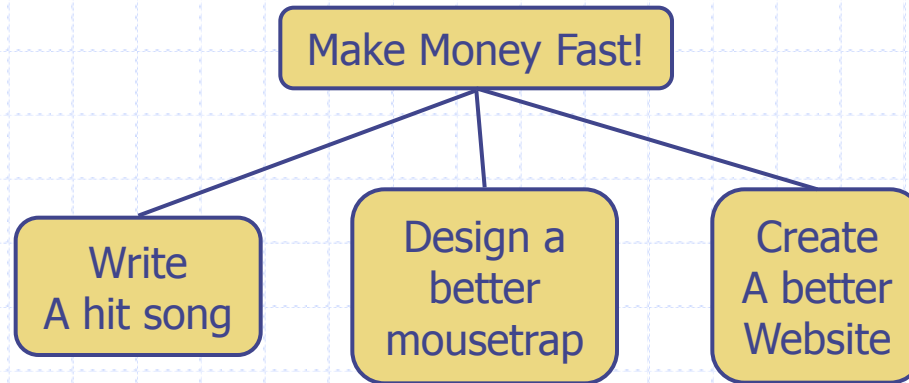 Make Money Fast!
Write
A hit song
Design a
better
mousetrap
Create
A better
Website